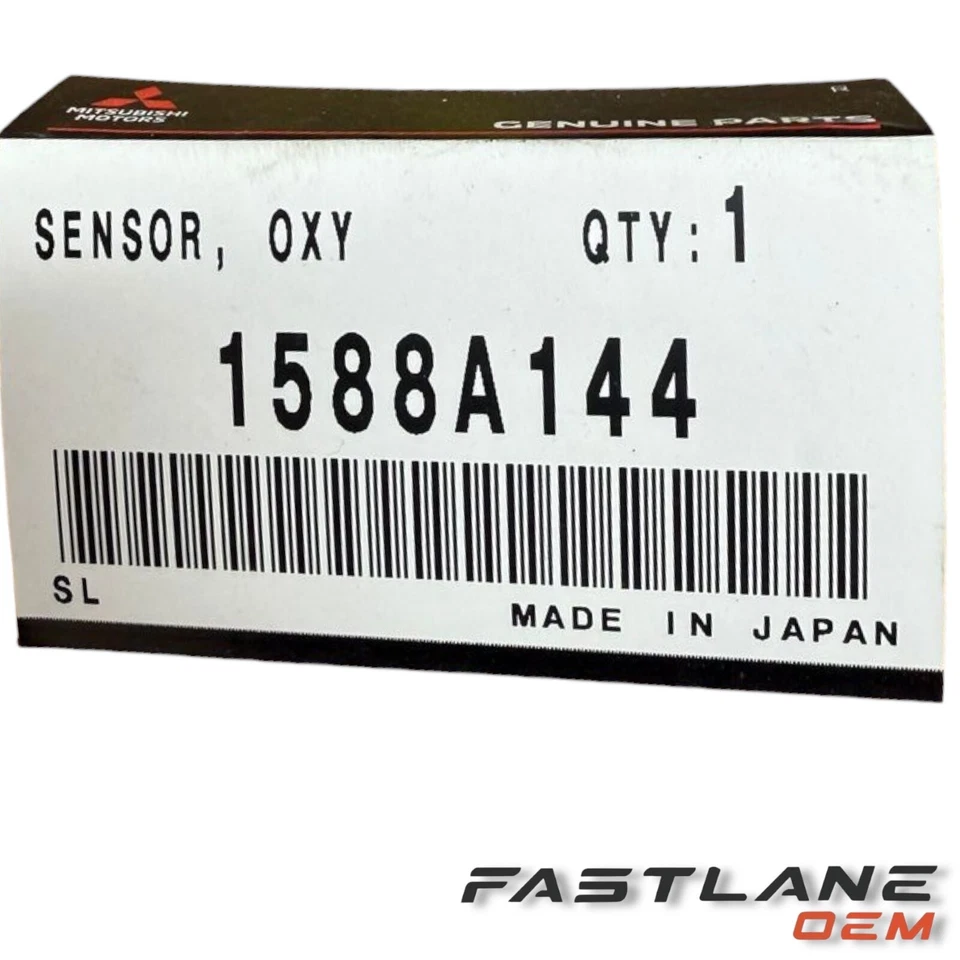 MITSUBISHI
MOTORS
GENUINE PARTS
SENSOR, OXY QTY: 1
1588A144
SL
MADE IN JAPAN
FASTLANE
OEM